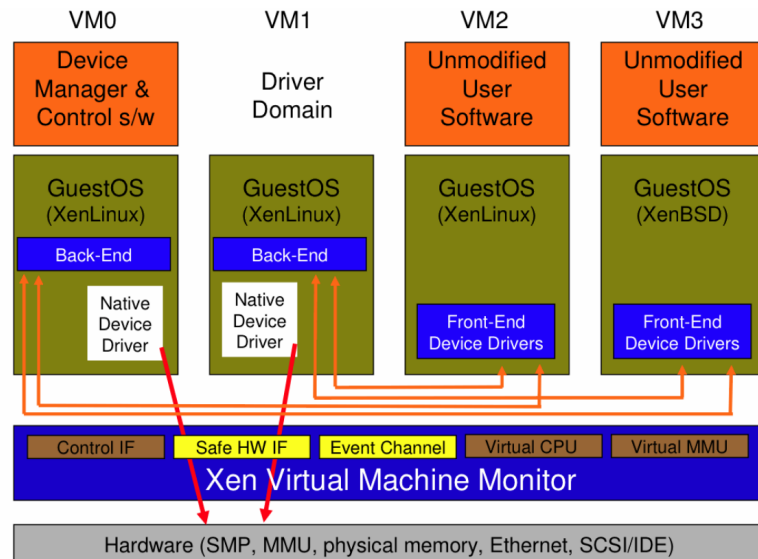 VM0
VM1
VM2
VM3
Device
Manager &
Control s/w
Driver
Domain
Unmodified
User
Software
Unmodified
User
Software
GuestOS
(XenLinux)
Back-End
Native
Device
Driver
GuestOS
(XenLinux)
Back-End
Native
Device
Driver
GuestOS
(XenLinux)
Front-End
Device Drivers
GuestOS
(XenBSD)
Front-End
Device Drivers
Control IF
Safe HW IF
Event Channel
Virtual CPU
Virtual MMU
Xen Virtual Machine Monitor
Hardware (SMP, MMU, physical memory, Ethernet, SCSI/IDE)